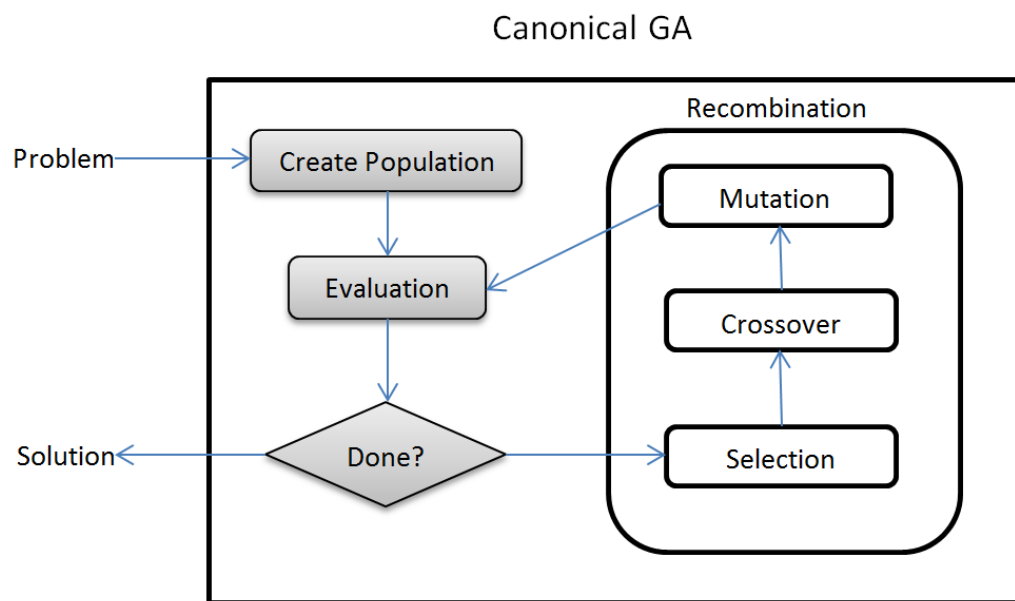 Canonical GA
Problem
Create Population
Evaluation
Done?
Solution
Recombination
Mutation
Crossover
Selection